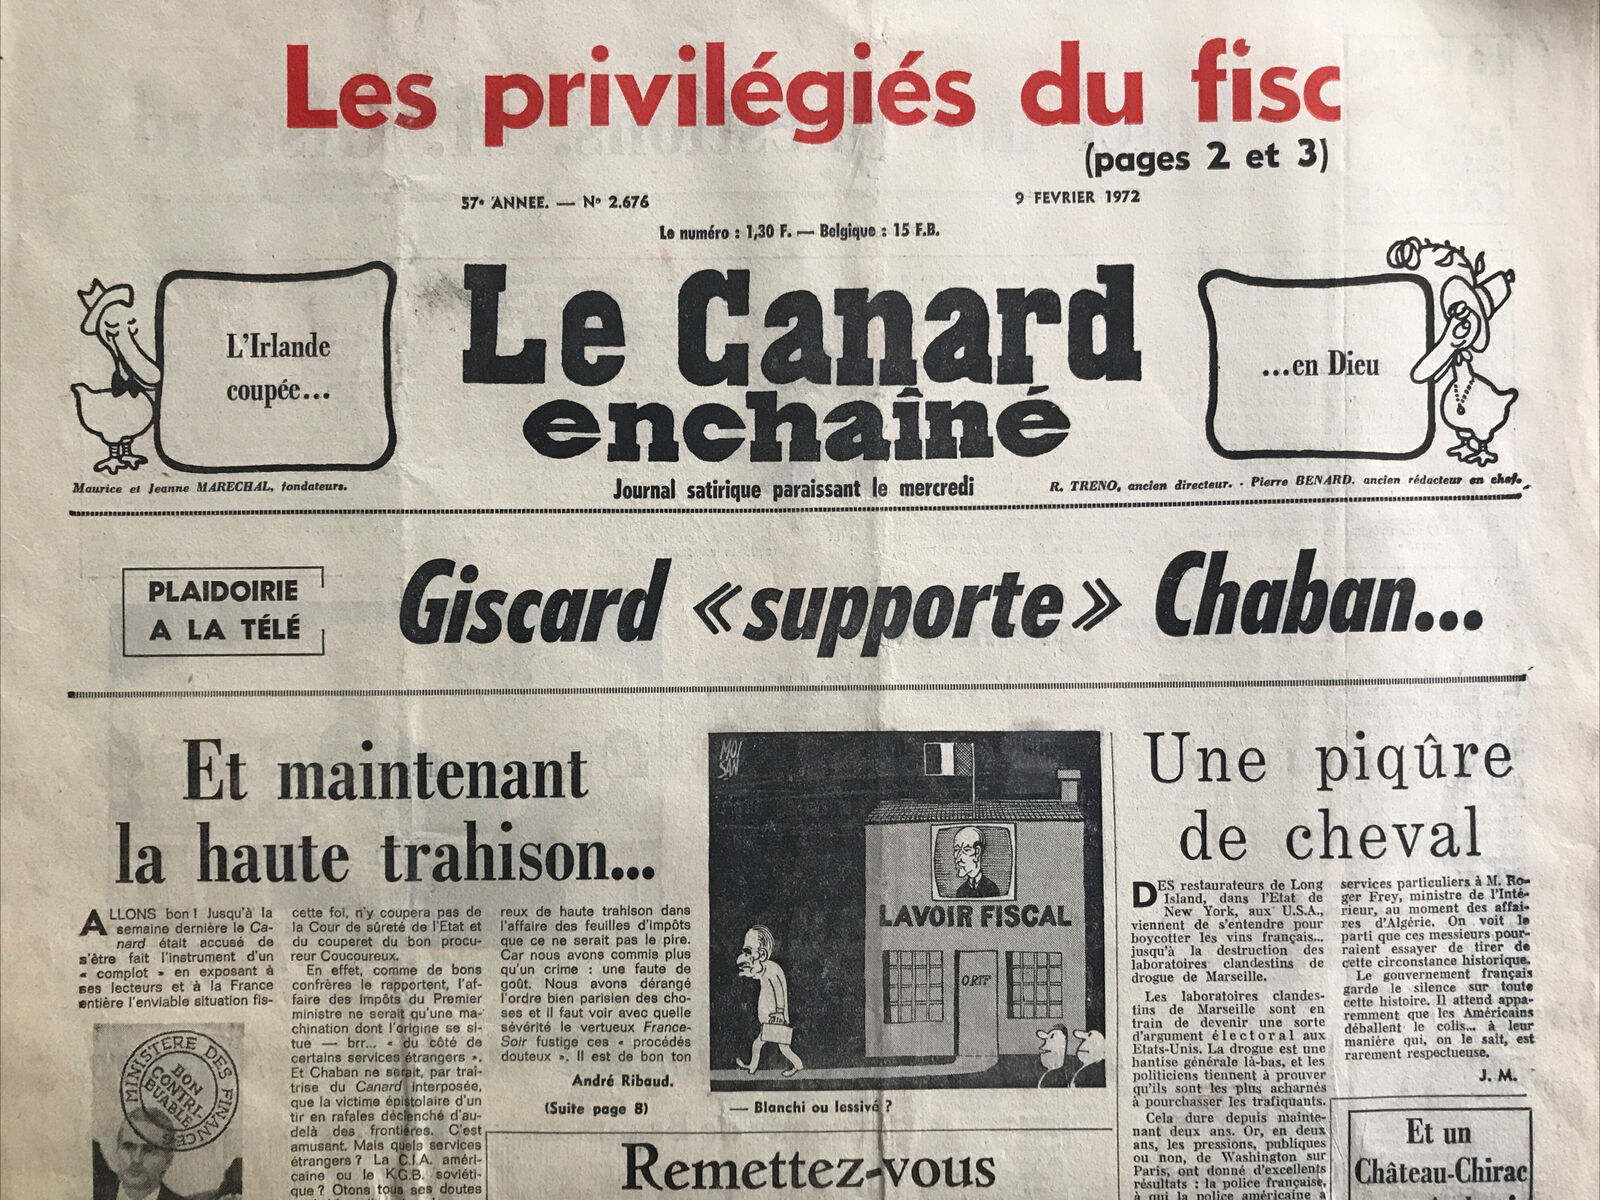 Les privilégiés du fisc
(pages 2 et 3)
57e ANNEE. — No 2.676
9 FEVRIER 1972
Le numéro : 1,30 F. — Belgique : 15 F.B.
L'Irlande
coupée...
Le Canard
enchaîné
...en Dieu
Maurice et Jeanne MARECHAL, fondateurs.
Journal satirique paraissant le mercredi
R. TRENO, ancien directeur. - Pierre BENARD, ancien rédacteur en chef.
PLAIDOIRIE
A LA TÉLÉ
Giscard « supporte » Chaban...
Et maintenant
la haute trahison...
ALLONS bon ! Jusqu'à la
semaine dernière le Ca-
nard était accusé de
s'être fait l'instrument d'un
« complot » en exposant à
ses lecteurs et à la France
entière l'enviable situation fis-
MINISTERE DES FINANCES
BON
CONTRI-
BUABLE
cette foi, n'y coupera pas de
la Cour de sûreté de l'Etat et
du couperet du bon procu-
reur Coucoureux.
En effet, comme de bons
confrères le rapportent, l'af-
faire des impôts du Premier
ministre ne serait qu'une ma-
chination dont l'origine se si-
tue — brr... « du côté de
certains services étrangers ».
Et Chaban ne serait, par traî-
trise du Canard interposée,
que la victime épistolaire d'un
tir en rafales déclenché d'au-
delà des frontières. C'est
amusant. Mais quels services
étrangers ? La C.I.A. améri-
caine ou le K.G.B. soviéti-
que ? Otons tous ses doutes
reux de haute trahison dans
l'affaire des feuilles d'impôts
que ce ne serait pas le pire.
Car nous avons commis plus
qu'un crime : une faute de
goût. Nous avons dérangé
l'ordre bien parisien des cho-
ses et il faut voir avec quelle
sévérité le vertueux France-
Soir fustige ces « procédés
douteux ». Il est de bon ton
André Ribaud.
(Suite page 8)
MOI
SAN
LAVOIR FISCAL
ORTF
— Blanchi ou lessivé ?
Remettez-vous
Une piqûre
de cheval
DES restaurateurs de Long
Island, dans l'Etat de
New York, aux U.S.A.,
viennent de s'entendre pour
boycotter les vins français...
jusqu'à la destruction des
laboratoires clandestins de
drogue de Marseille.
Les laboratoires clandes-
tins de Marseille sont en
train de devenir une sorte
d'argument électoral aux
Etats-Unis. La drogue est une
hantise générale là-bas, et les
politiciens tiennent à prouver
qu'ils sont les plus acharnés
à pourchasser les trafiquants.
Cela dure depuis mainte-
nant deux ans. Or, en deux
ans, les pressions, publiques
ou non, de Washington sur
Paris, ont donné d'excellents
résultats : la police française,
à qui la police américaine a
services particuliers à M. Ro-
ger Frey, ministre de l'Inté-
rieur, au moment des affai-
res d'Algérie. On voit le
parti que ces messieurs pour-
raient essayer de tirer de
cette circonstance historique.
Le gouvernement français
garde le silence sur toute
cette histoire. Il attend appa-
remment que les Américains
déballent le colis... à leur
manière qui, on le sait, est
rarement respectueuse.
J. M.
Et un
Château-Chirac